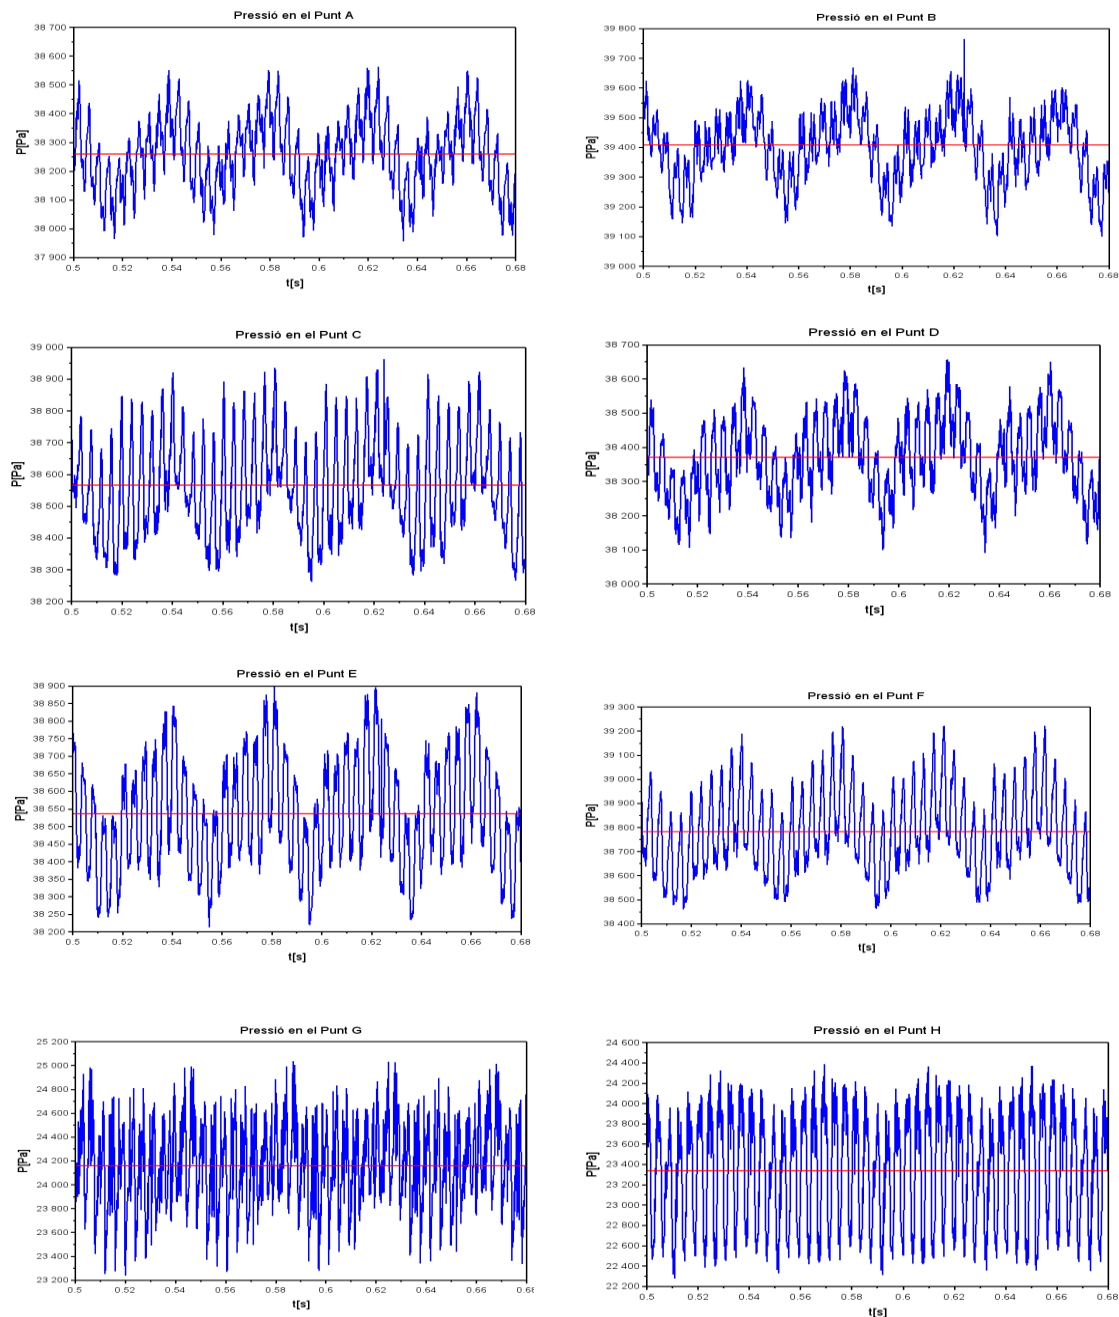 Pressió en el Punt A
38 700
38 600
38 500
38 400
38 300
38 200
38 100
38 000
37 900
P[Pa]
0.5 0.52 0.54 0.56 0.58 0.6 0.62 0.64 0.66 0.68
t[s]
Pressió en el Punt B
39 800
39 700
39 600
39 500
39 400
39 300
39 200
39 100
39 000
P[Pa]
0.5 0.52 0.54 0.56 0.58 0.6 0.62 0.64 0.66 0.68
t[s]
Pressió en el Punt C
39 000
38 900
38 800
38 700
38 600
38 500
38 400
38 300
38 200
P[Pa]
0.5 0.52 0.54 0.56 0.58 0.6 0.62 0.64 0.66 0.68
t[s]
Pressió en el Punt D
38 700
38 600
38 500
38 400
38 300
38 200
38 100
38 000
P[Pa]
0.5 0.52 0.54 0.56 0.58 0.6 0.62 0.64 0.66 0.68
t[s]
Pressió en el Punt E
38 900
38 850
38 800
38 750
38 700
38 650
38 600
38 550
38 500
38 450
38 400
38 350
38 300
38 250
38 200
P[Pa]
0.5 0.52 0.54 0.56 0.58 0.6 0.62 0.64 0.66 0.68
t[s]
Pressió en el Punt F
39 300
39 200
39 100
39 000
38 900
38 800
38 700
38 600
38 500
38 400
P[Pa]
0.5 0.52 0.54 0.56 0.58 0.6 0.62 0.64 0.66 0.68
t[s]
Pressió en el Punt G
25 200
25 000
24 800
24 600
24 400
24 200
24 000
23 800
23 600
23 400
23 200
P[Pa]
0.5 0.52 0.54 0.56 0.58 0.6 0.62 0.64 0.66 0.68
t[s]
Pressió en el Punt H
24 600
24 400
24 200
24 000
23 800
23 600
23 400
23 200
23 000
22 800
22 600
22 400
22 200
P[Pa]
0.5 0.52 0.54 0.56 0.58 0.6 0.62 0.64 0.66 0.68
t[s]